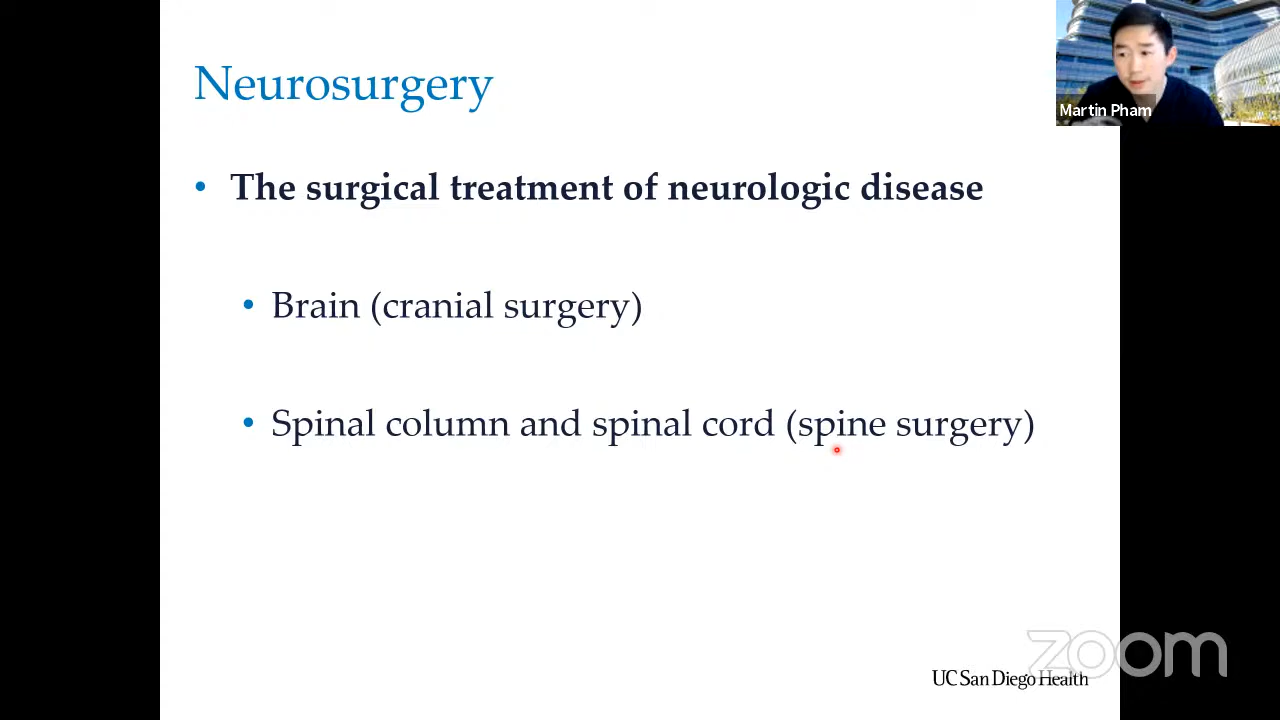 Neurosurgery
Martin Pham
• The surgical treatment of neurologic disease
• Brain (cranial surgery)
• Spinal column and spinal cord (spine surgery)
zoom
UC San Diego Health